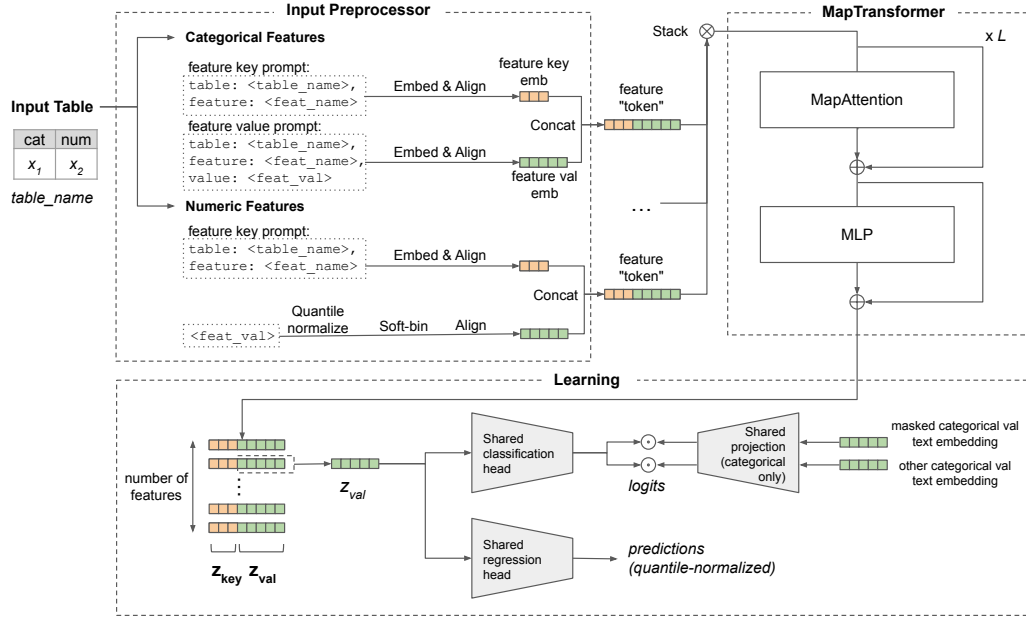 Input Preprocessor
MapTransformer
Categorical Features
Stack
x L
feature key prompt:
table: <table_name>,
feature: <feat_name>
Embed & Align
feature key
emb
feature
"token"
MapAttention
Input Table
cat num
x1 x2
table_name
feature value prompt:
table: <table_name>,
feature: <feat_name>,
value: <feat_val>
Embed & Align
Concat
feature val
emb
...
Numeric Features
feature key prompt:
table: <table_name>,
feature: <feat_name>
Embed & Align
feature
"token"
MLP
Concat
<feat_val>
Quantile
normalize
Soft-bin
Align
Learning
number of
features
zval
Shared
classification
head
logits
Shared
projection
(categorical
only)
masked categorical val
text embedding
other categorical val
text embedding
zkey zval
Shared
regression
head
predictions
(quantile-normalized)